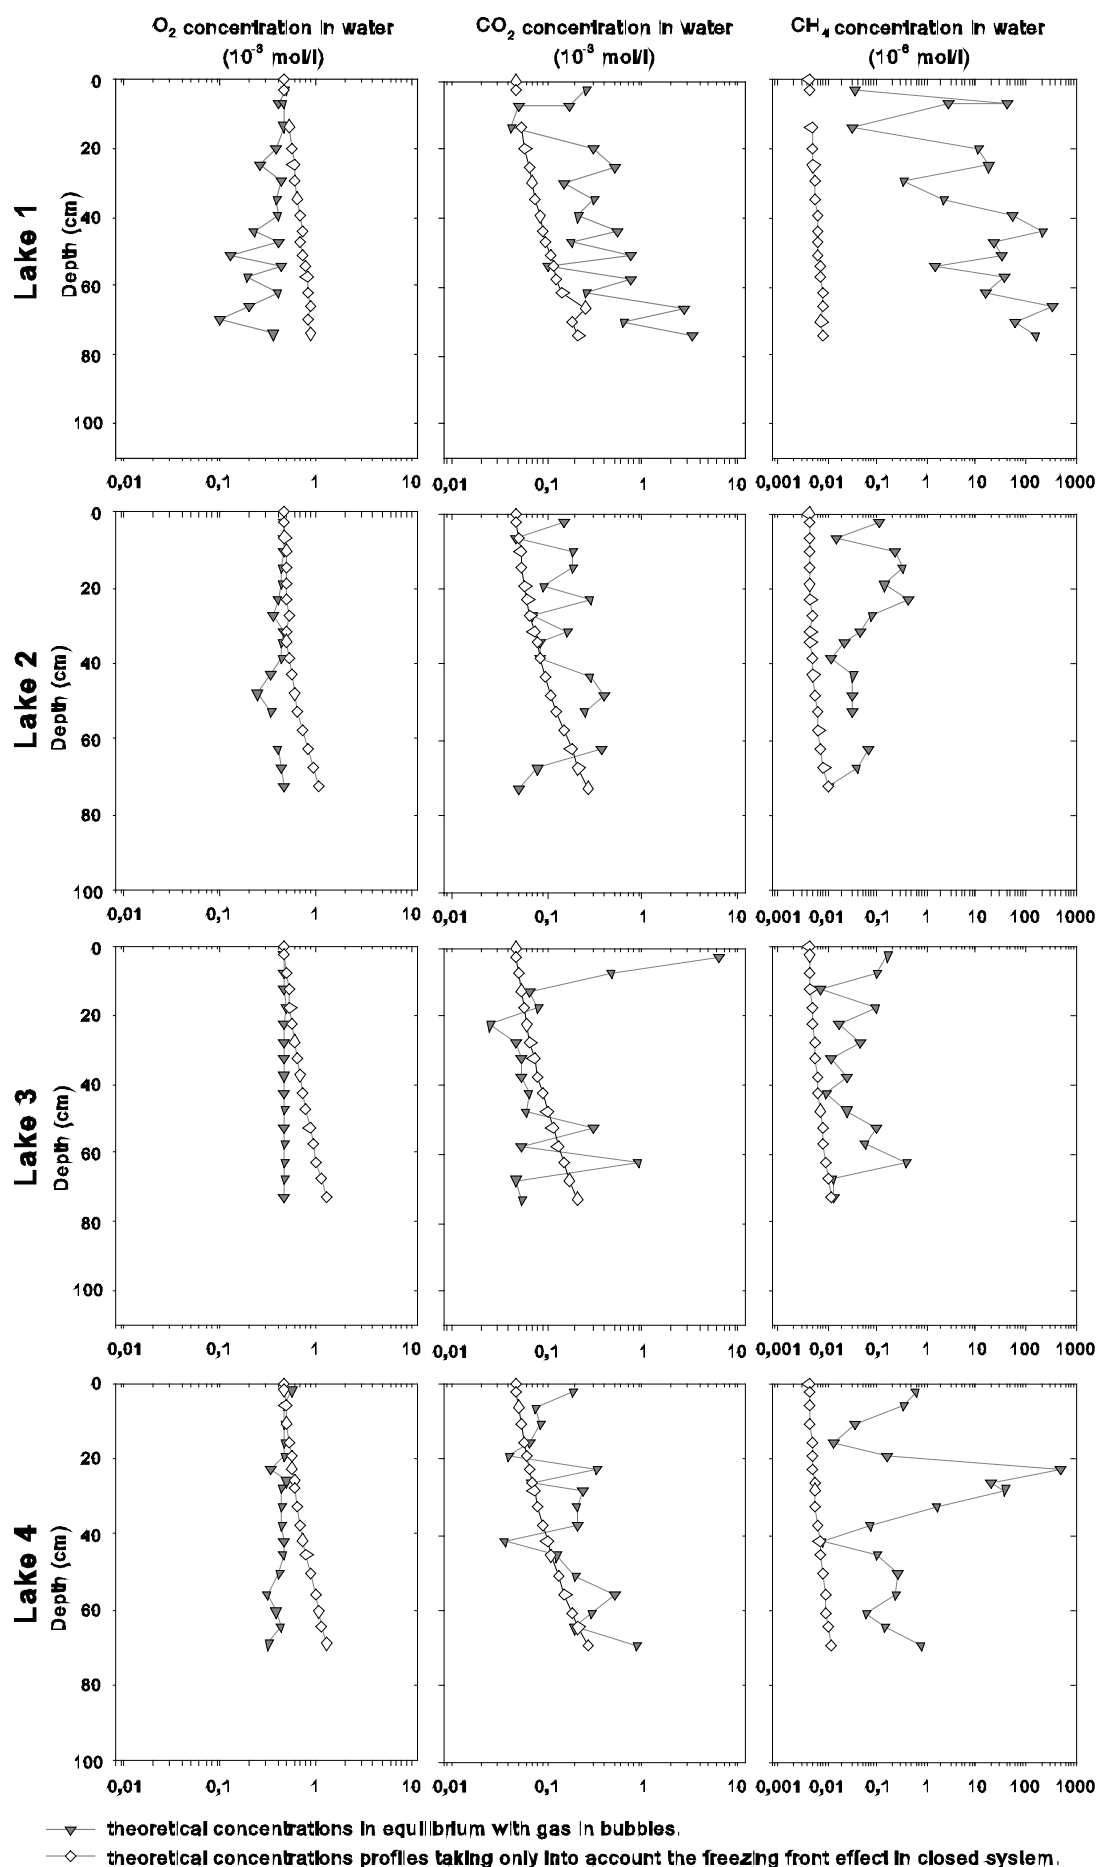 O₂ concentration in water
(10⁻³ mol/l)
CO₂ concentration in water
(10⁻³ mol/l)
CH₄ concentration in water
(10⁻⁶ mol/l)
Lake 1
Depth (cm)
0
20
40
60
80
100
0,01 0,1 1 10
0,01 0,1 1 10
0,001 0,01 0,1 1 10 100 1000
Lake 2
Depth (cm)
0
20
40
60
80
100
0,01 0,1 1 10
0,01 0,1 1 10
0,001 0,01 0,1 1 10 100 1000
Lake 3
Depth (cm)
0
20
40
60
80
100
0,01 0,1 1 10
0,01 0,1 1 10
0,001 0,01 0,1 1 10 100 1000
Lake 4
Depth (cm)
0
20
40
60
80
100
0,01 0,1 1 10
0,01 0,1 1 10
0,001 0,01 0,1 1 10 100 1000
theoretical concentrations in equilibrium with gas in bubbles.
theoretical concentrations profiles taking only into account the freezing front effect in closed system.